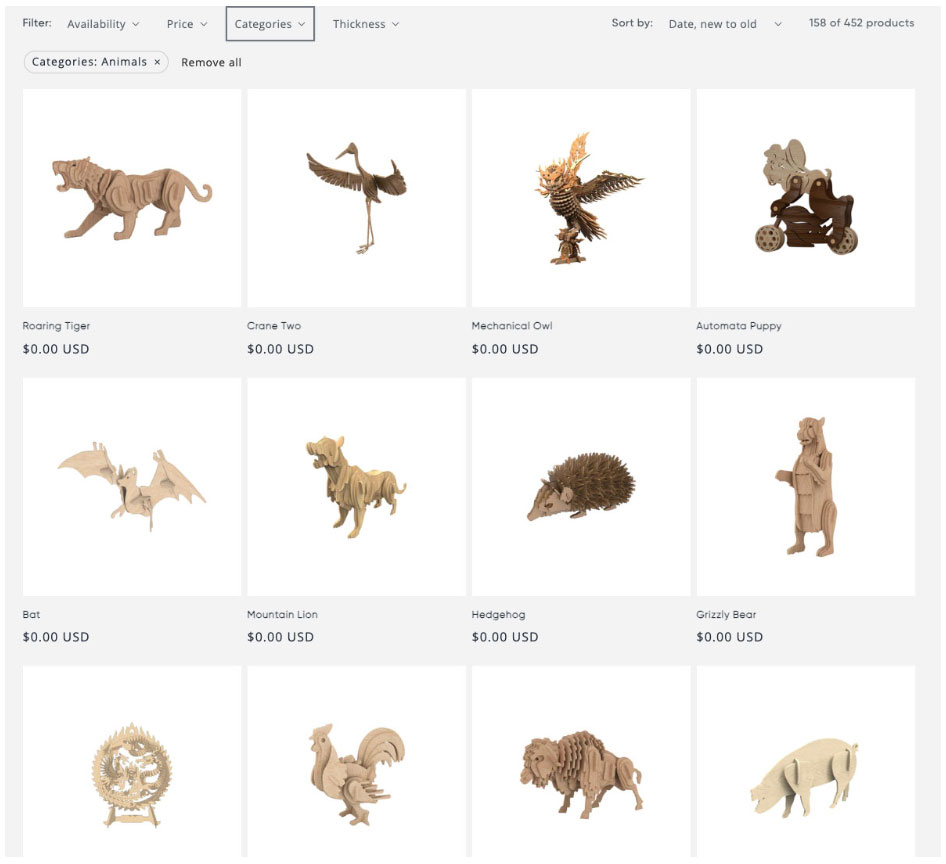 Filter: Availability Price Categories Thickness Sort by: Date, new to old 158 of 452 products
Categories: Animals × Remove all
Roaring Tiger Crane Two Mechanical Owl Automata Puppy
$0.00 USD $0.00 USD $0.00 USD $0.00 USD
Bat Mountain Lion Hedgehog Grizzly Bear
$0.00 USD $0.00 USD $0.00 USD $0.00 USD